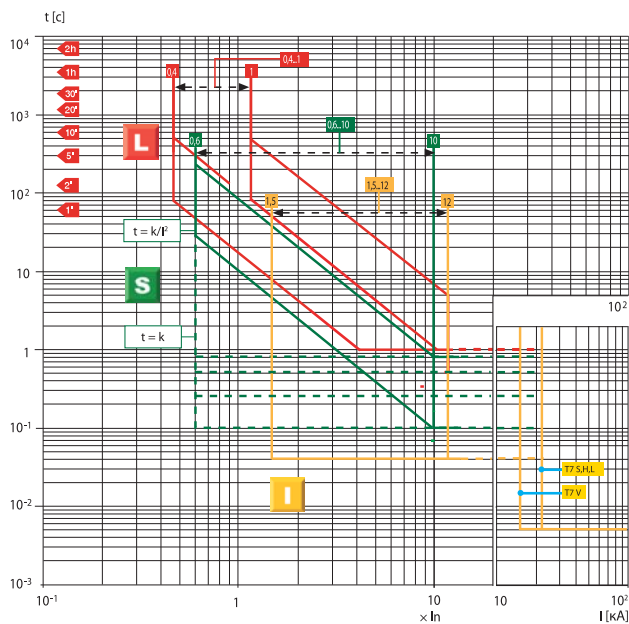 t [c]
10⁴
2h
1h
0,4
1
0,4...1
30'
20'
10³
10'
L
5'
0,6
0,6...10
10
10²
2'
1'
1,5
1,5...12
12
t = k/I²
10
S
10²
t = k
1
10⁻¹
T7 S,H,L
T7 V
I
10⁻²
10⁻³
10⁻¹
1
10
10
10²
× In
I [кА]